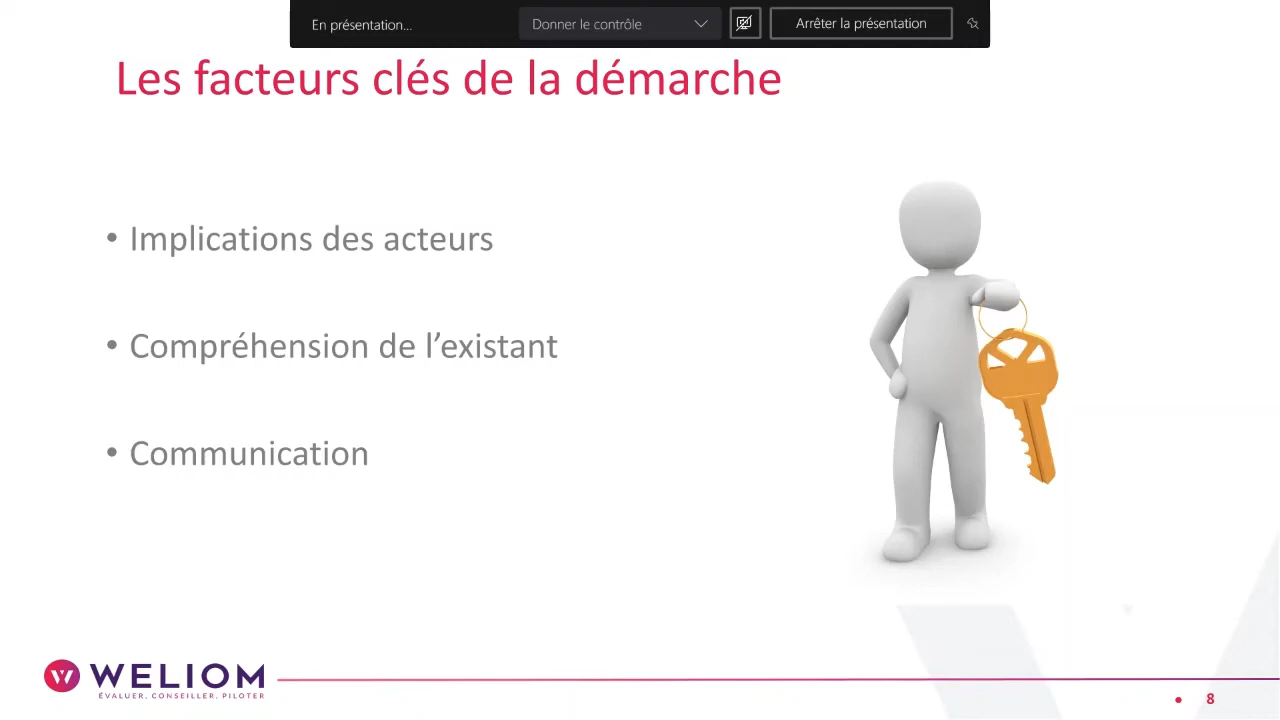 En présentation...
Donner le contrôle
Arrêter la présentation
Les facteurs clés de la démarche
• Implications des acteurs
• Compréhension de l’existant
• Communication
W WELIOM
ÉVALUER. CONSEILLER. PILOTER
• 8